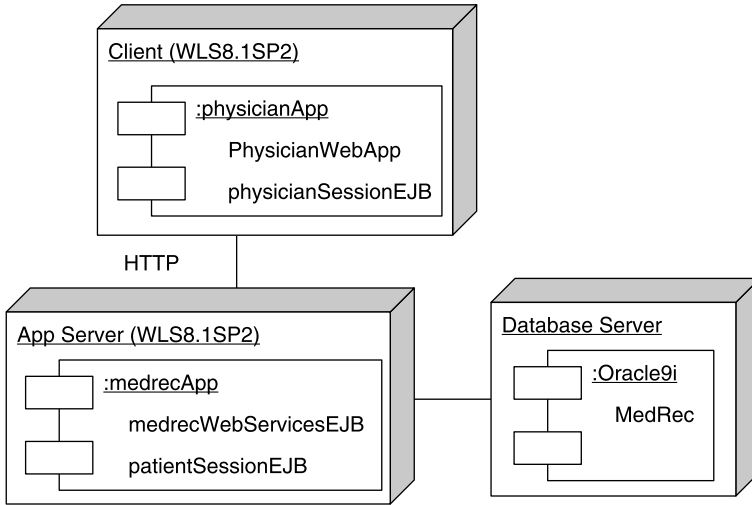 Client (WLS8.1SP2)
:physicianApp
PhysicianWebApp
physicianSessionEJB
HTTP
App Server (WLS8.1SP2)
:medrecApp
medrecWebServicesEJB
patientSessionEJB
Database Server
:Oracle9i
MedRec